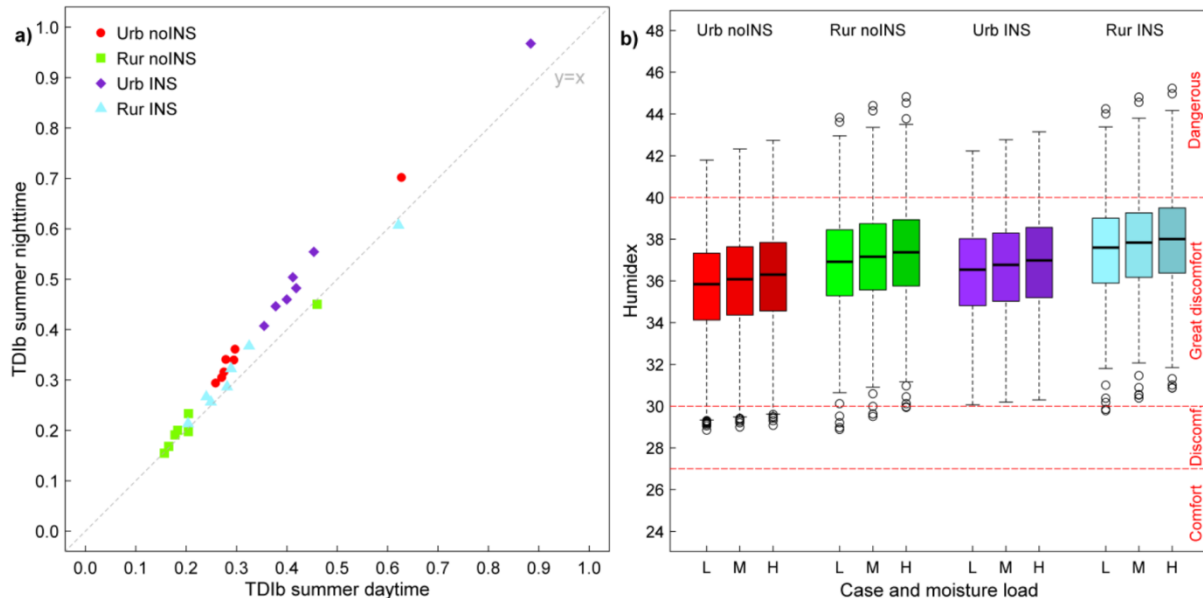 a)
Urb noINS
Rur noINS
Urb INS
Rur INS
y=x
1.0
0.9
0.8
0.7
0.6
0.5
0.4
0.3
0.2
0.1
0.0
TDIb summer nighttime
0.0 0.1 0.2 0.3 0.4 0.5 0.6 0.7 0.8 0.9 1.0
TDIb summer daytime
b)
Urb noINS Rur noINS Urb INS Rur INS
48
46
44
42
40
38
36
34
32
30
28
26
24
Humidex
Dangerous
Great discomfort
Discomf
Comfort
L M H L M H L M H L M H
Case and moisture load